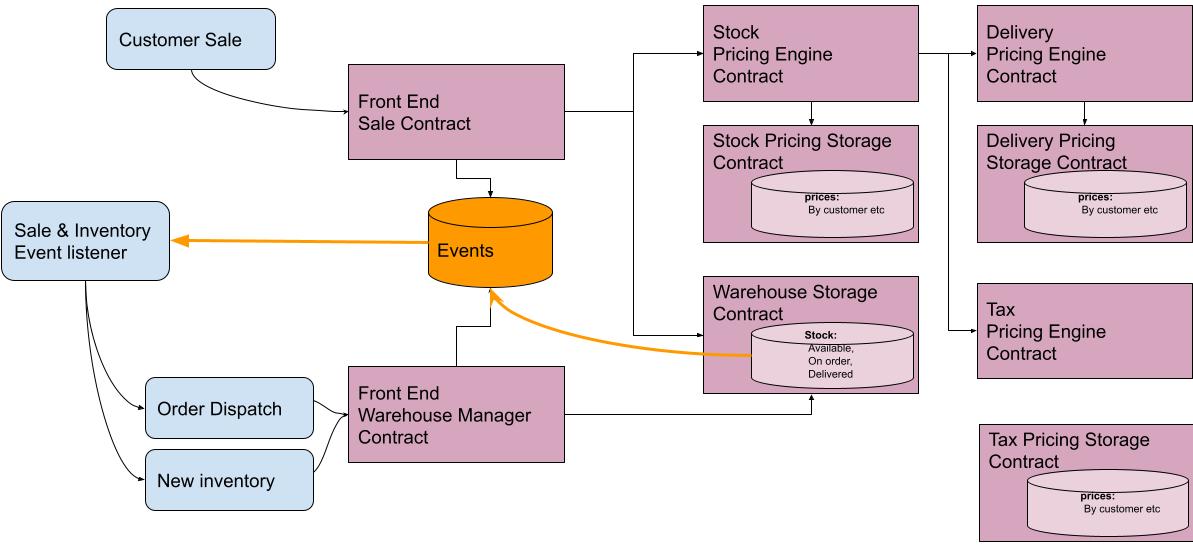 Customer Sale
Front End
Sale Contract
Stock
Pricing Engine
Contract
Delivery
Pricing Engine
Contract
Stock Pricing Storage
Contract
prices:
By customer etc
Delivery Pricing
Storage Contract
prices:
By customer etc
Sale & Inventory
Event listener
Events
Warehouse Storage
Contract
Stock:
Available,
On order,
Delivered
Tax
Pricing Engine
Contract
Order Dispatch
New inventory
Front End
Warehouse Manager
Contract
Tax Pricing Storage
Contract
prices:
By customer etc